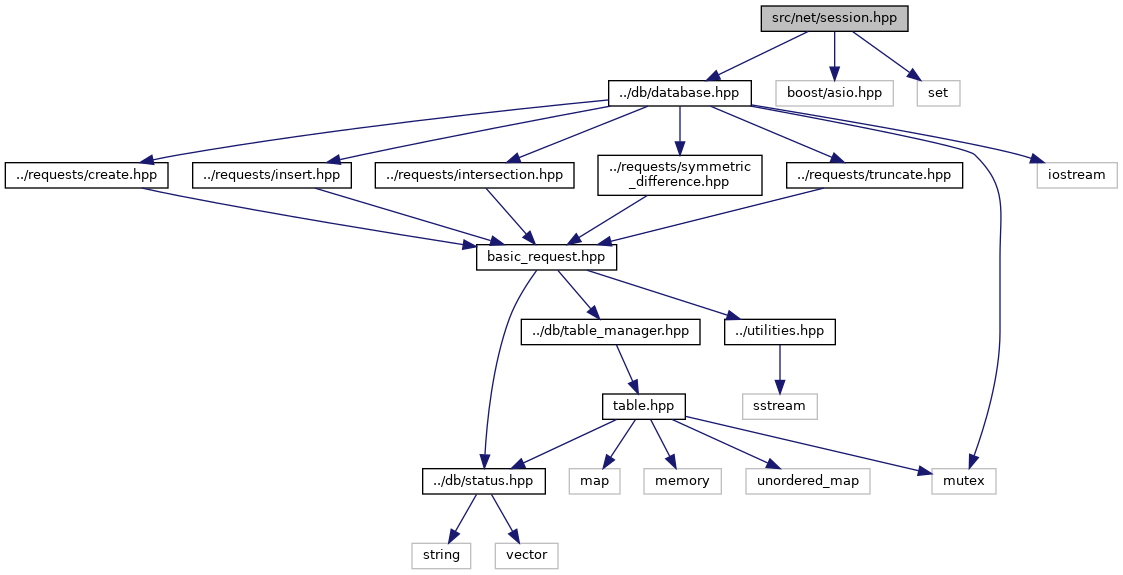 src/net/session.hpp
../db/database.hpp
boost/asio.hpp
set
../requests/create.hpp
../requests/insert.hpp
../requests/intersection.hpp
../requests/symmetric
_difference.hpp
../requests/truncate.hpp
iostream
basic_request.hpp
../db/table_manager.hpp
../utilities.hpp
table.hpp
sstream
../db/status.hpp
map
memory
unordered_map
mutex
string
vector